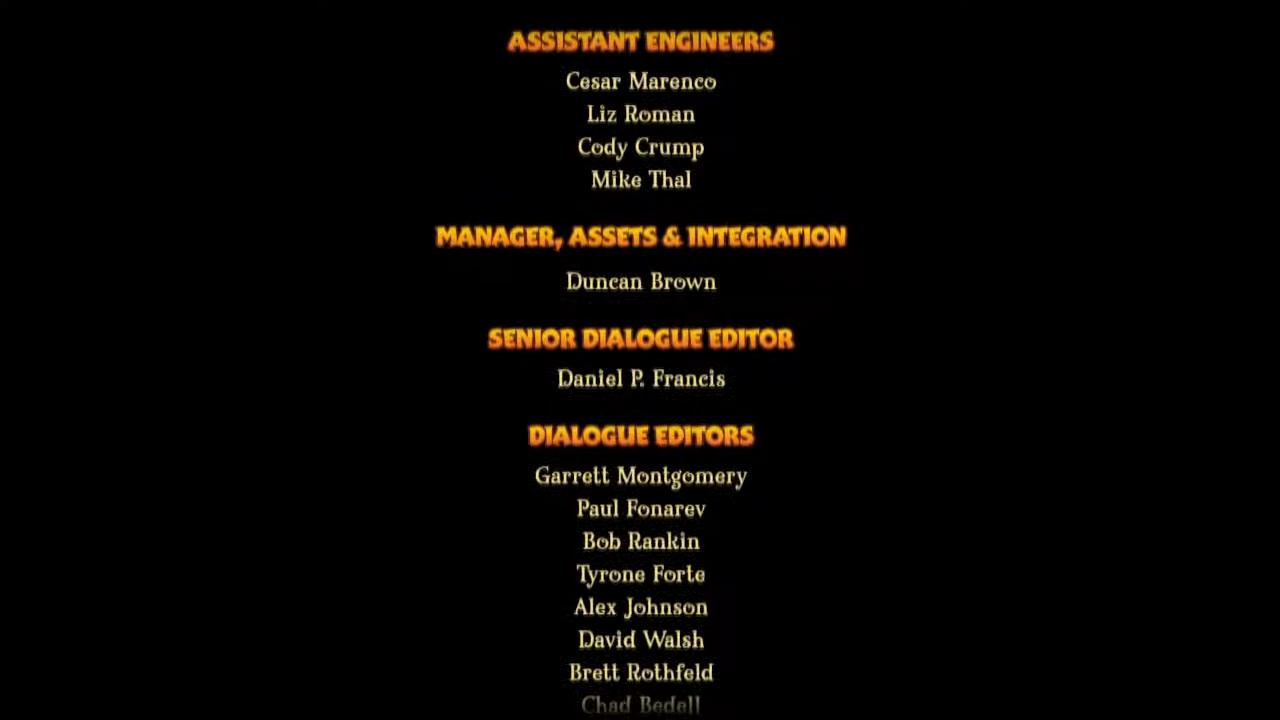 ASSISTANT ENGINEERS
Cesar Marenco
Liz Roman
Cody Crump
Mike Thal
MANAGER, ASSETS & INTEGRATION
Duncan Brown
SENIOR DIALOGUE EDITOR
Daniel P. Francis
DIALOGUE EDITORS
Garrett Montgomery
Paul Fonarev
Bob Rankin
Tyrone Forte
Alex Johnson
David Walsh
Brett Rothfeld
Chad Bedell